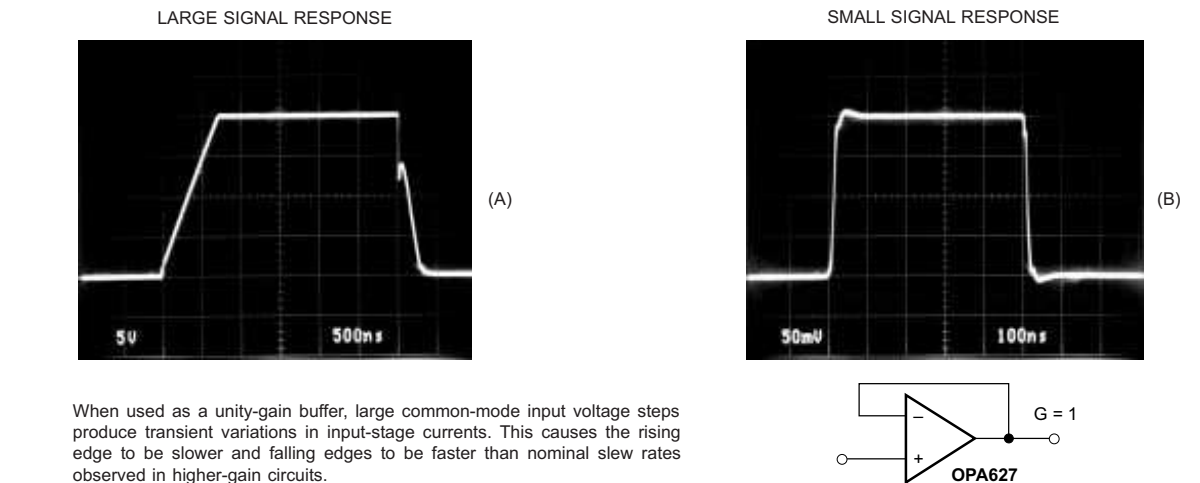 LARGE SIGNAL RESPONSE
5V
500ns
(A)
When used as a unity-gain buffer, large common-mode input voltage steps
produce transient variations in input-stage currents. This causes the rising
edge to be slower and falling edges to be faster than nominal slew rates
observed in higher-gain circuits.
SMALL SIGNAL RESPONSE
50mV
100ns
(B)
–
+
G = 1
OPA627